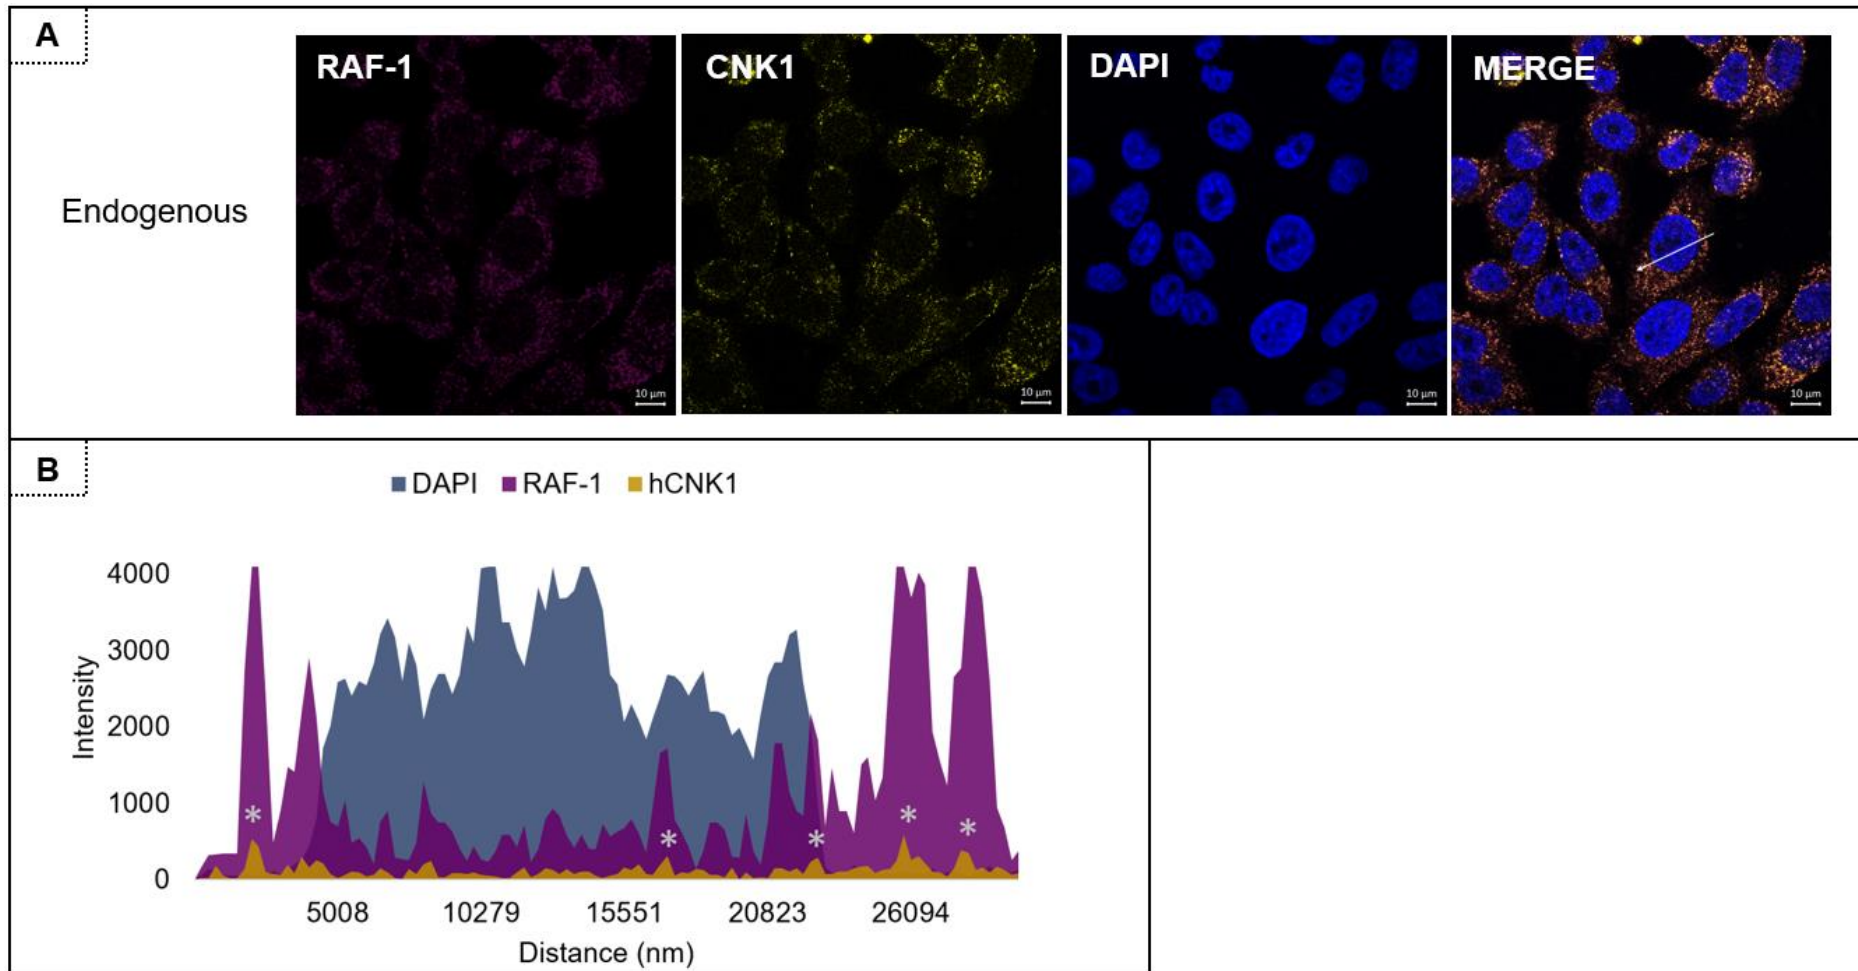 A
RAF-1 CNK1 DAPI MERGE
Endogenous
10 µm 10 µm 10 µm 10 µm
B
DAPI RAF-1 hCNK1
4000
3000
2000
1000
0
Intensity
* * * * *
5008 10279 15551 20823 26094
Distance (nm)